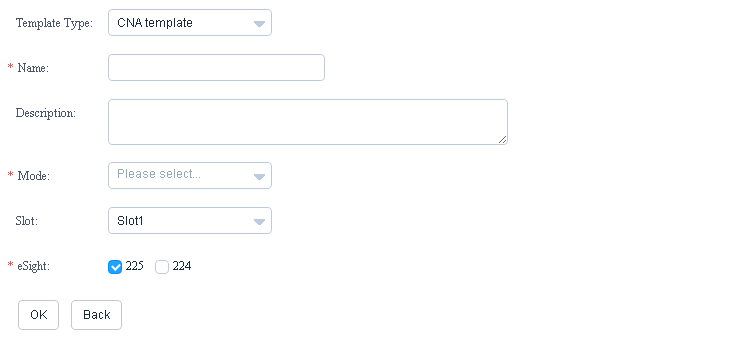 Template Type: CNA template
* Name:
Description:
* Mode: Please select...
Slot: Slot1
* eSight: 225 224
OK Back